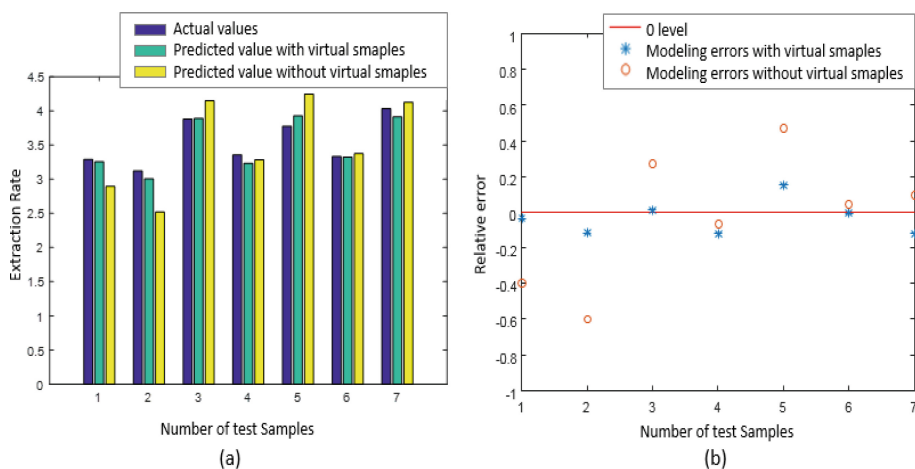 Actual values
Predicted value with virtual smaples
Predicted value without virtual smaples
4.5
4
3.5
3
2.5
2
1.5
1
0.5
0
Extraction Rate
1 2 3 4 5 6 7
Number of test Samples
(a)
0 level
Modeling errors with virtual smaples
Modeling errors without virtual smaples
1
0.8
0.6
0.4
0.2
0
-0.2
-0.4
-0.6
-0.8
-1
Relative error
1 2 3 4 5 6 7
Number of test Samples
(b)